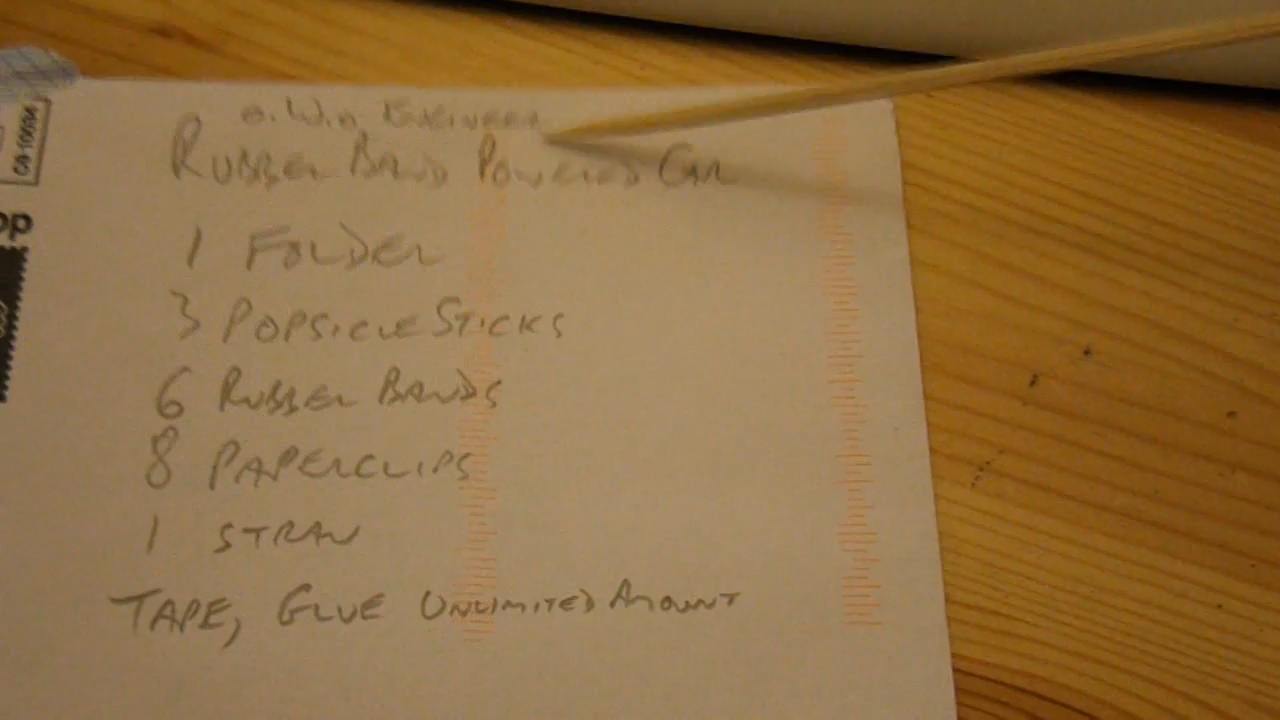 Rubber Band Powered Car
1 Folder
3 Popsicle Sticks
6 Rubber Bands
8 Paperclips
1 Straw
Tape, Glue Unlimited Amount